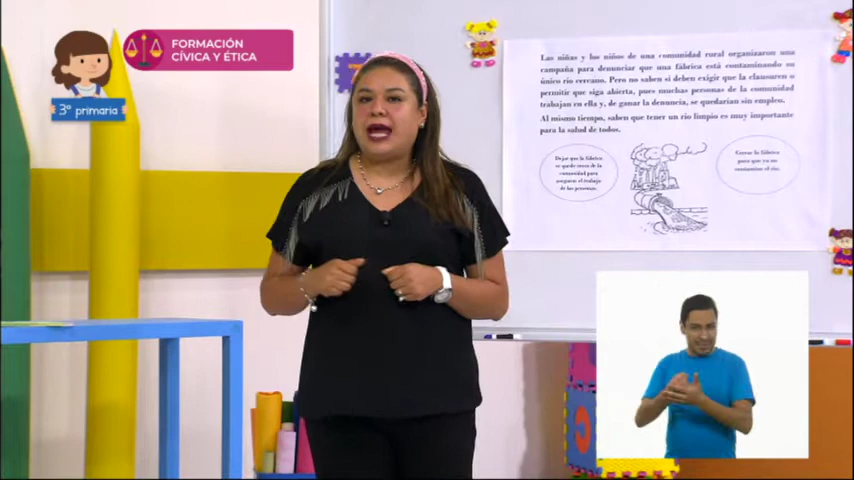 FORMACIÓN
CÍVICA Y ÉTICA
3° primaria
Las niñas y los niños de una comunidad rural organizaron una
campaña para denunciar que una fábrica está contaminando su
único río cercano. Pero no saben si deben exigir que la clausuren o
permitir que siga abierta, pues muchas personas de la comunidad
trabajan en ella y, de ganar la denuncia, se quedarían sin empleo.
Al mismo tiempo, saben que tener un río limpio es muy importante
para la salud de todos.
Dejar que la fábrica
se quede cerca de la
comunidad para
asegurar el trabajo
de las personas.
Cerrar la fábrica
para que ya no
contamine el río.